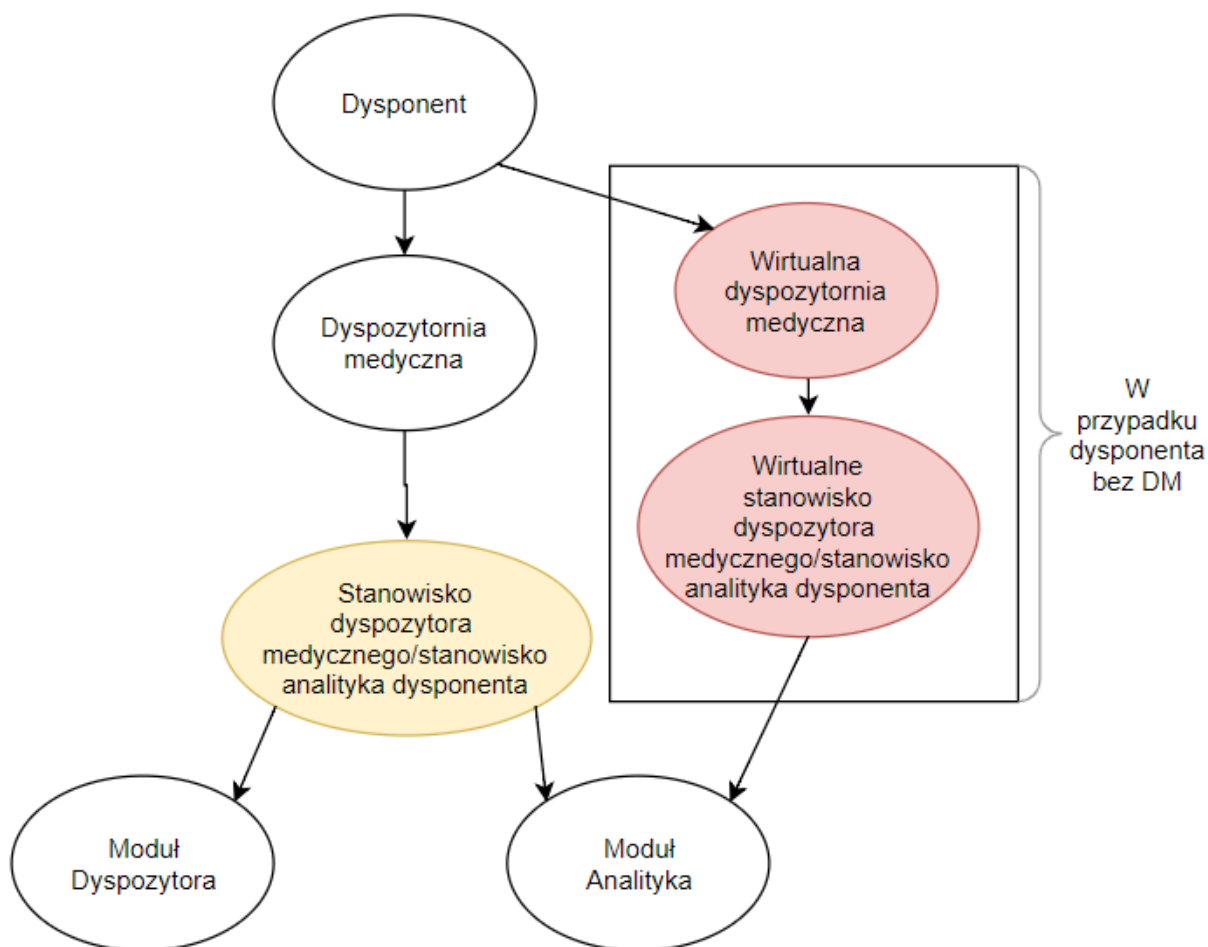 Dysponent
Wirtualna
dyspozytornia
medyczna
Dyspozytornia
medyczna
W
przypadku
dysponenta
bez DM
Wirtualne
stanowisko
dyspozytora
medycznego/stanowisko
analityka dysponenta
Stanowisko
dyspozytora
medycznego/stanowisko
analityka dysponenta
Moduł
Dyspozytora
Moduł
Analityka